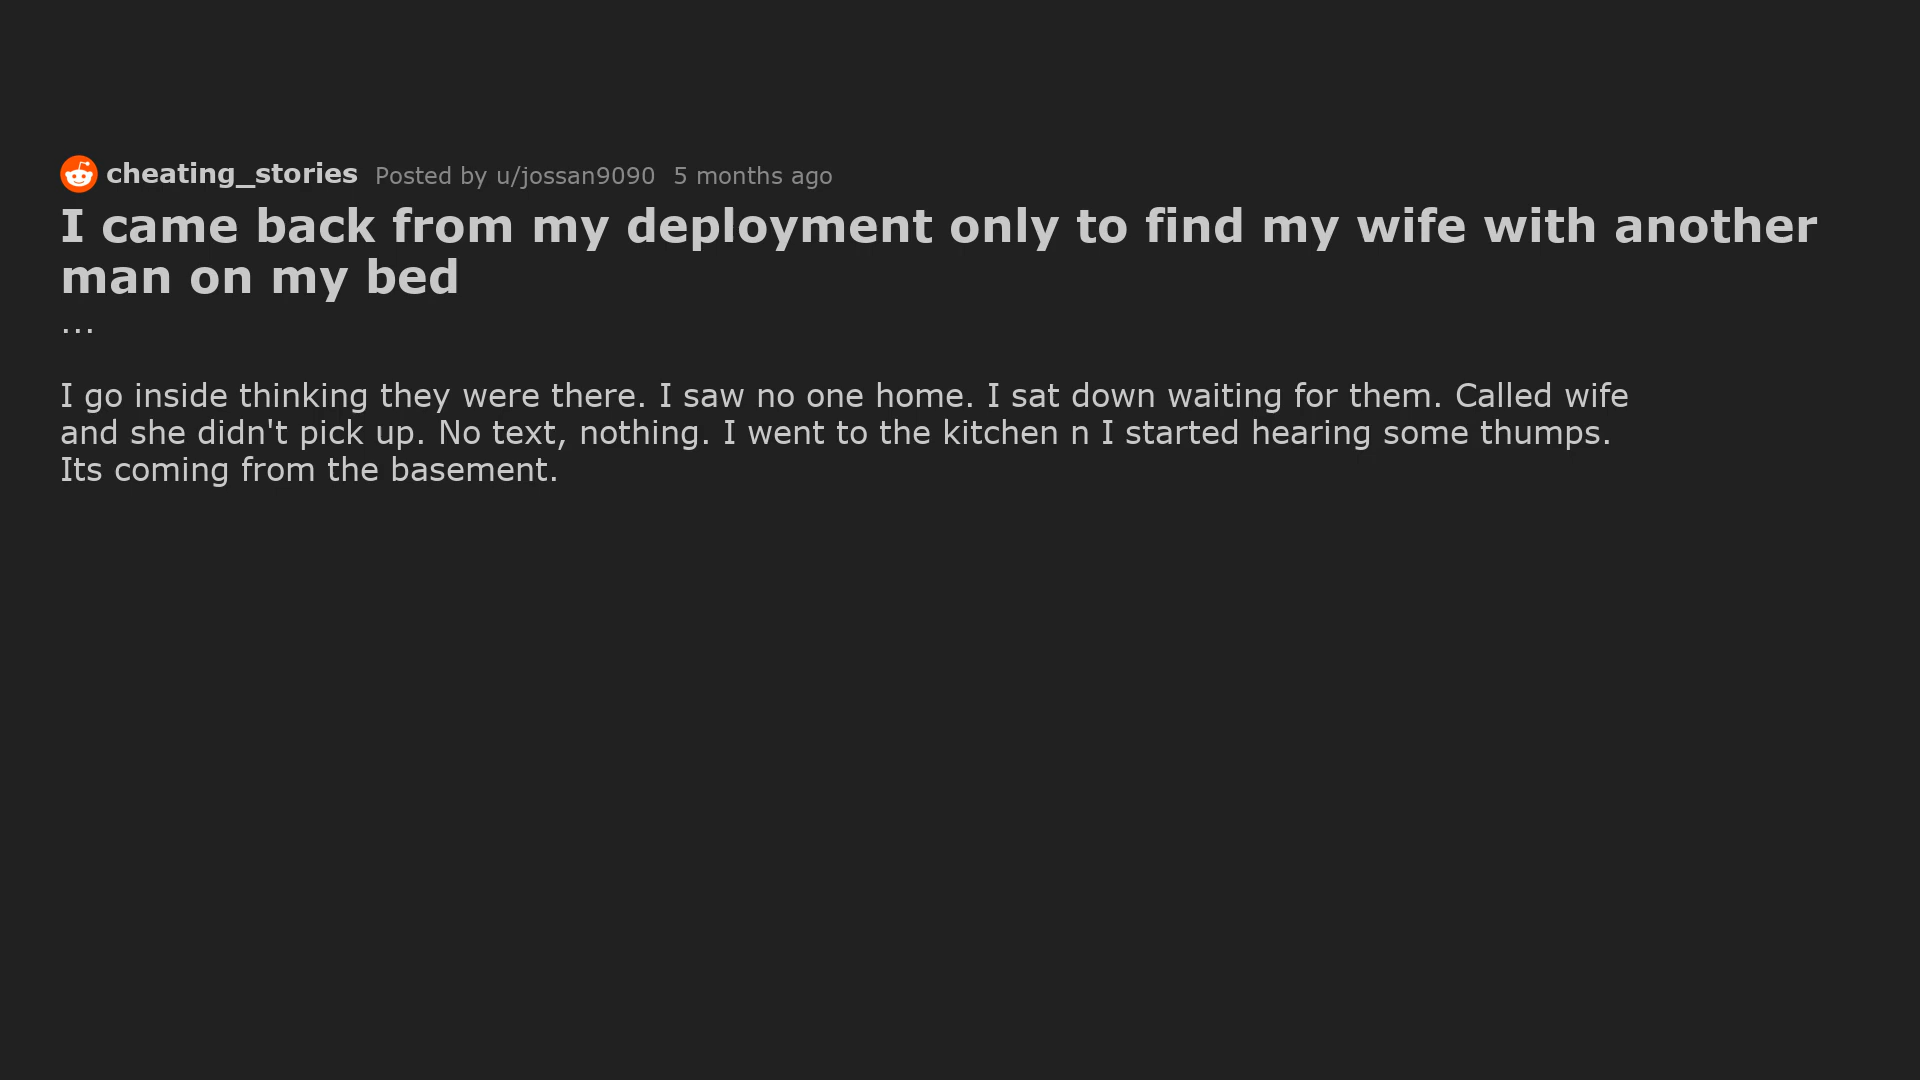 cheating_stories Posted by u/jossan9090 5 months ago
I came back from my deployment only to find my wife with another
man on my bed
...
I go inside thinking they were there. I saw no one home. I sat down waiting for them. Called wife
and she didn't pick up. No text, nothing. I went to the kitchen n I started hearing some thumps.
Its coming from the basement.